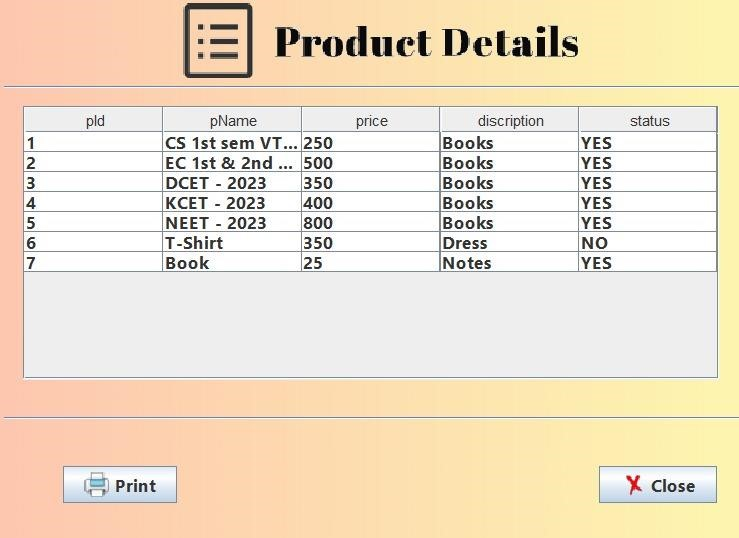 Product Details
pId pName price discription status
1 CS 1st sem VT... 250 Books YES
2 EC 1st & 2nd ... 500 Books YES
3 DCET - 2023 350 Books YES
4 KCET - 2023 400 Books YES
5 NEET - 2023 800 Books YES
6 T-Shirt 350 Dress NO
7 Book 25 Notes YES
Print Close